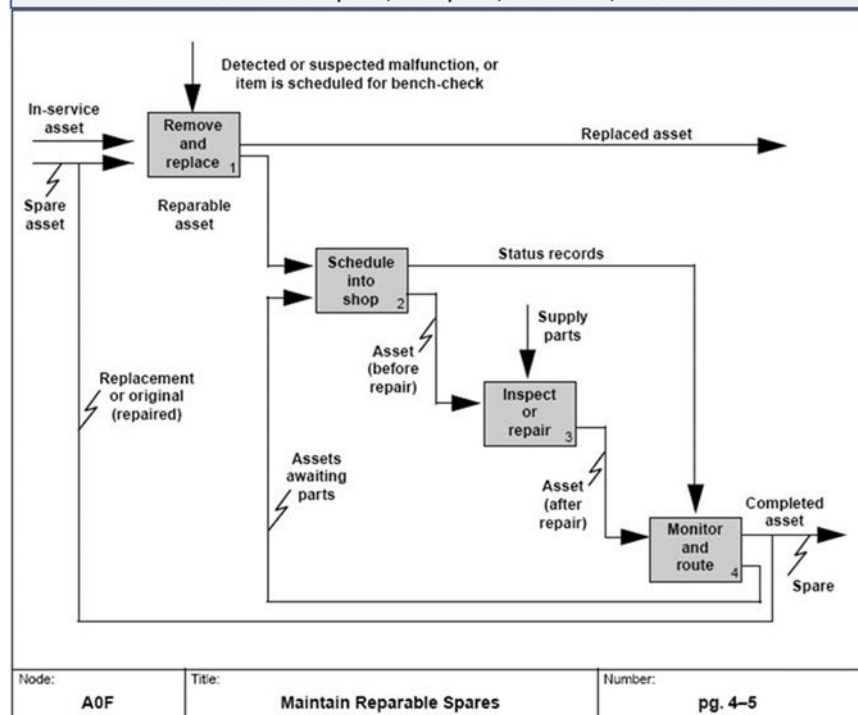 Detected or suspected malfunction, or
item is scheduled for bench-check
In-service
asset
Remove
and
replace
1
Replaced asset
Spare
asset
Reparable
asset
Schedule
into
shop
2
Status records
Supply
parts
Asset
(before
repair)
Replacement
or original
(repaired)
Inspect
or
repair
3
Assets
awaiting
parts
Asset
(after
repair)
Completed
asset
Monitor
and
route
4
Spare
Node:
A0F
Title:
Maintain Reparable Spares
Number:
pg. 4–5